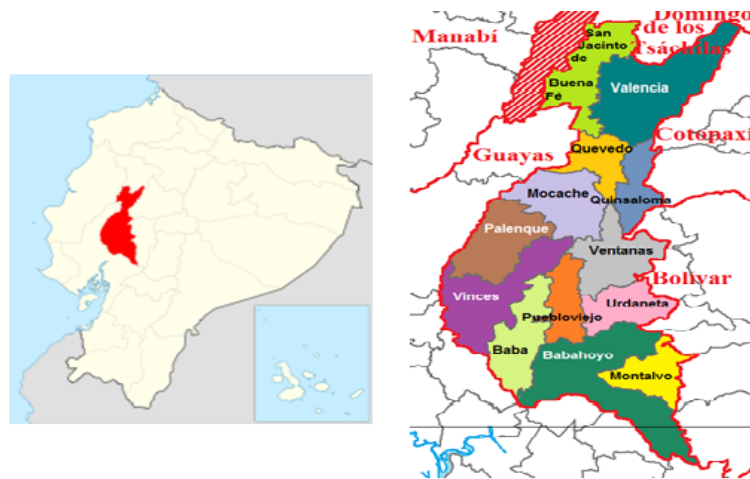 Domingo
de los
Tsáchilas
Manabí
San
Jacinto
de
Buena
Fé
Valencia
Cotopaxi
Quevedo
Guayas
Mocache
Quinsaloma
Palenque
Ventanas
Bolívar
Vinces
Urdaneta
Puebloviejo
Baba
Babahoyo
Montalvo